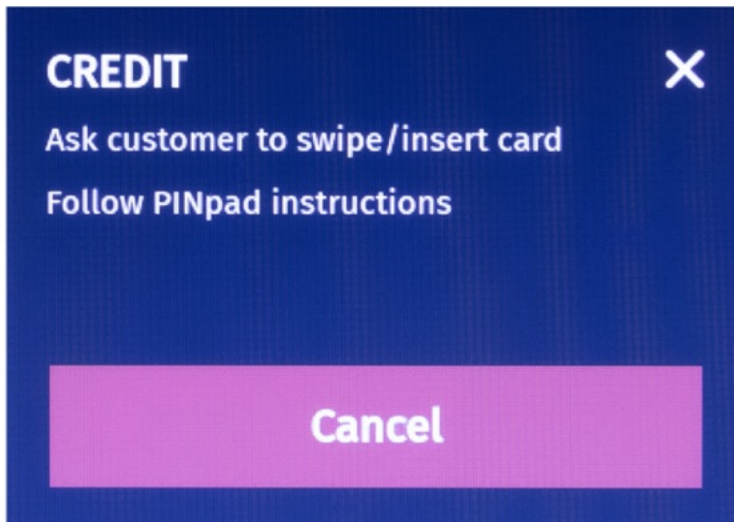 CREDIT
Ask customer to swipe/insert card
Follow PINpad instructions
Cancel